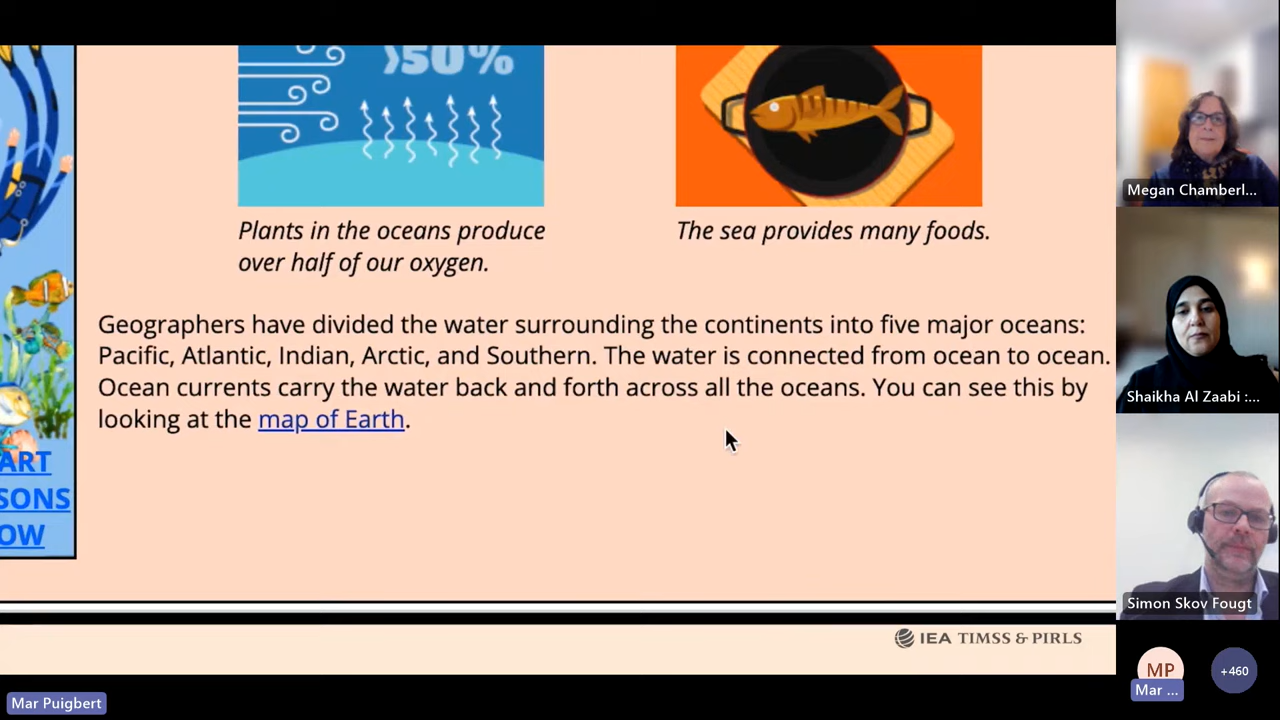 >50%
Plants in the oceans produce
over half of our oxygen.
The sea provides many foods.
Geographers have divided the water surrounding the continents into five major oceans:
Pacific, Atlantic, Indian, Arctic, and Southern. The water is connected from ocean to ocean.
Ocean currents carry the water back and forth across all the oceans. You can see this by
looking at the map of Earth.
ART
SONS
OW
IEA TIMSS & PIRLS
Mar Puigbert
Megan Chamberl...
Shaikha Al Zaabi :...
Simon Skov Fougt
MP
Mar ...
+460